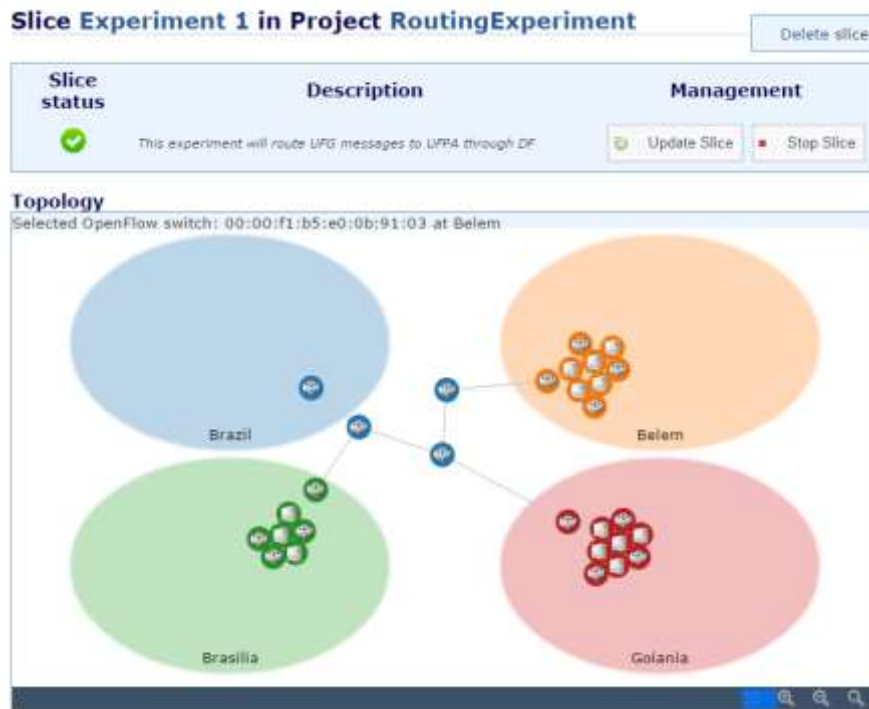 Slice Experiment 1 in Project RoutingExperiment
Delete slice
Slice status
Description
Management
This experiment will route UFG messages to UFPA through DF
Update Slice
Stop Slice
Topology
Selected OpenFlow switch: 00:00:f1:b5:e0:0b:91:03 at Belem
Brazil
Belem
Brasilia
Goiania